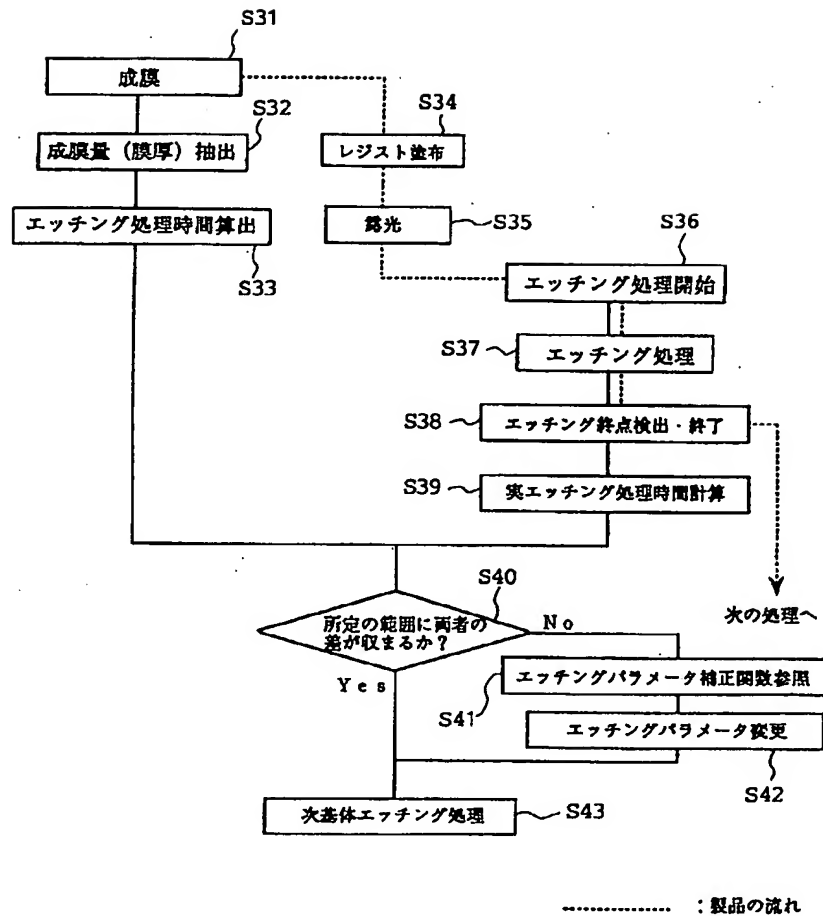 S31
成膜
S32
S34
成膜量（膜厚）抽出
レジスト塗布
エッチング処理時間算出
露光
S35
S33
S36
エッチング処理開始
S37
エッチング処理
S38
エッチング終点検出・終了
S39
実エッチング処理時間計算
S40
所定の範囲に両者の
差が収まるか？
No
次の処理へ
Yes
エッチングパラメータ補正関数参照
S41
エッチングパラメータ変更
S42
次基体エッチング処理
S43
：製品の流れ